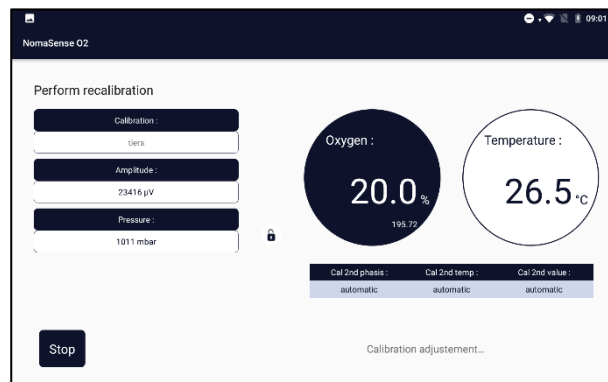 09:01
NomaSense O2
Perform recalibration
Calibration :
tiers
Amplitude :
23416 µV
Pressure :
1011 mbar
Oxygen :
20.0 %
195.72
Temperature :
26.5 °C
Cal 2nd phasis : Cal 2nd temp : Cal 2nd value :
automatic automatic automatic
Stop
Calibration adjustement...